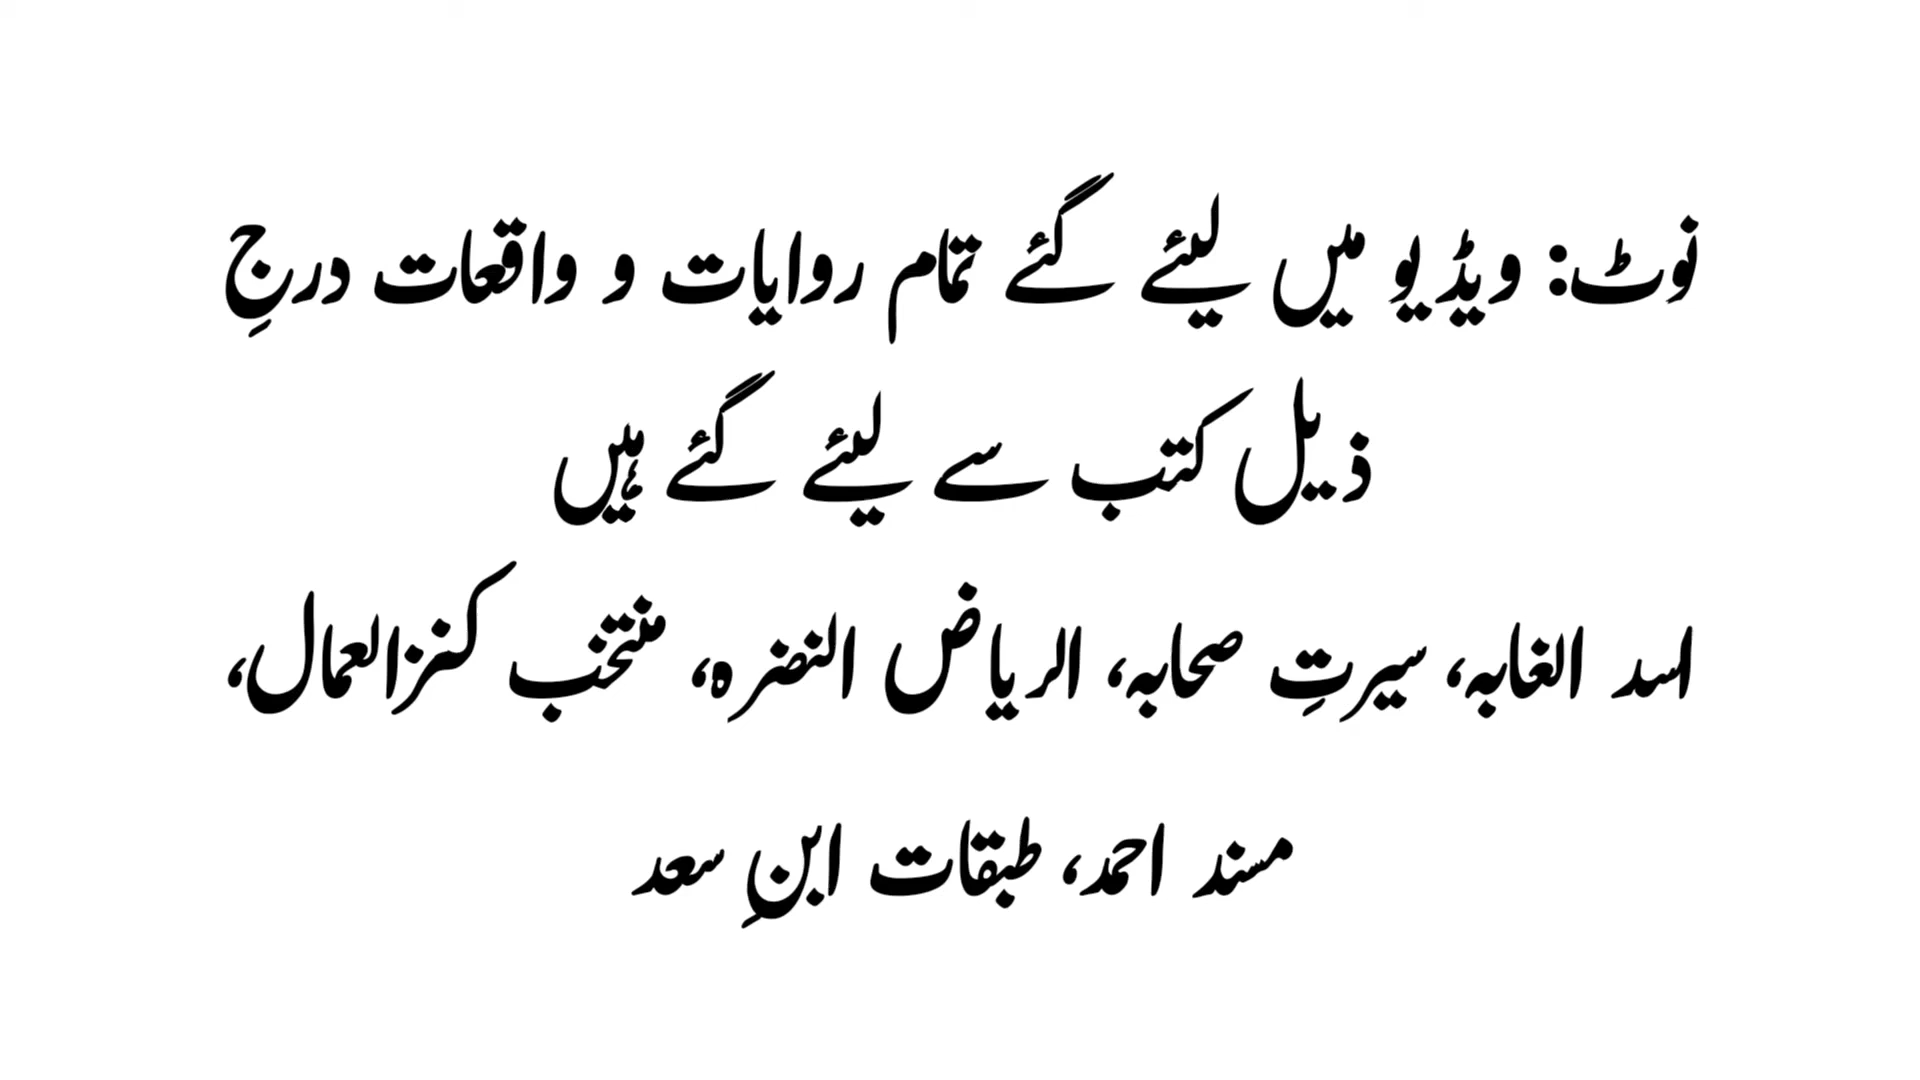 نوٹ: ویڈیو میں لیئے گئے تمام روایات و واقعات درجِ
ذیل کتب سے لیئے گئے ہیں
اسد الغابہ، سیرتِ صحابہ، الریاض النضرہ، منتخب کنزالعمال،
مسند احمد، طبقات ابنِ سعد